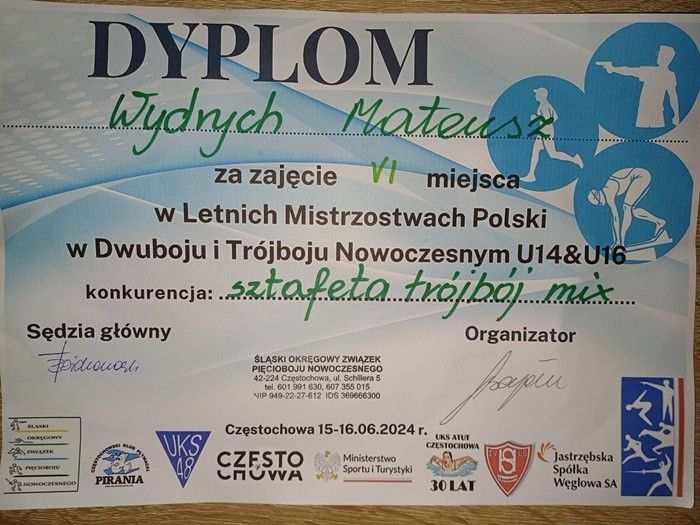 DYPLOM
Wydrych Mateusz
za zajęcie VI miejsca
w Letnich Mistrzostwach Polski
w Dwuboju i Trójboju Nowoczesnym U14&U16
konkurencja: sztafeta trójbój mix
Sędzia główny
Organizator
ŚLĄSKI OKRĘGOWY ZWIĄZEK
PIĘCIOBOJU NOWOCZESNEGO
42-224 Częstochowa, ul. Schillera 5
tel. 601 991 630, 607 355 015
NIP 949-22-27-612 IDS 369666300
Częstochowa 15-16.06.2024 r.
ŚLĄSKI
OKRĘGOWY
ZWIĄZEK
PIĘCIOBOJU
NOWOCZESNEGO
PIRANIA
UKS
48
CZĘSTO
CHOWA
Ministerstwo
Sportu i Turystyki
UKS ATUT
CZĘSTOCHOWA
30 LAT
Jastrzębska
Spółka
Węglowa SA